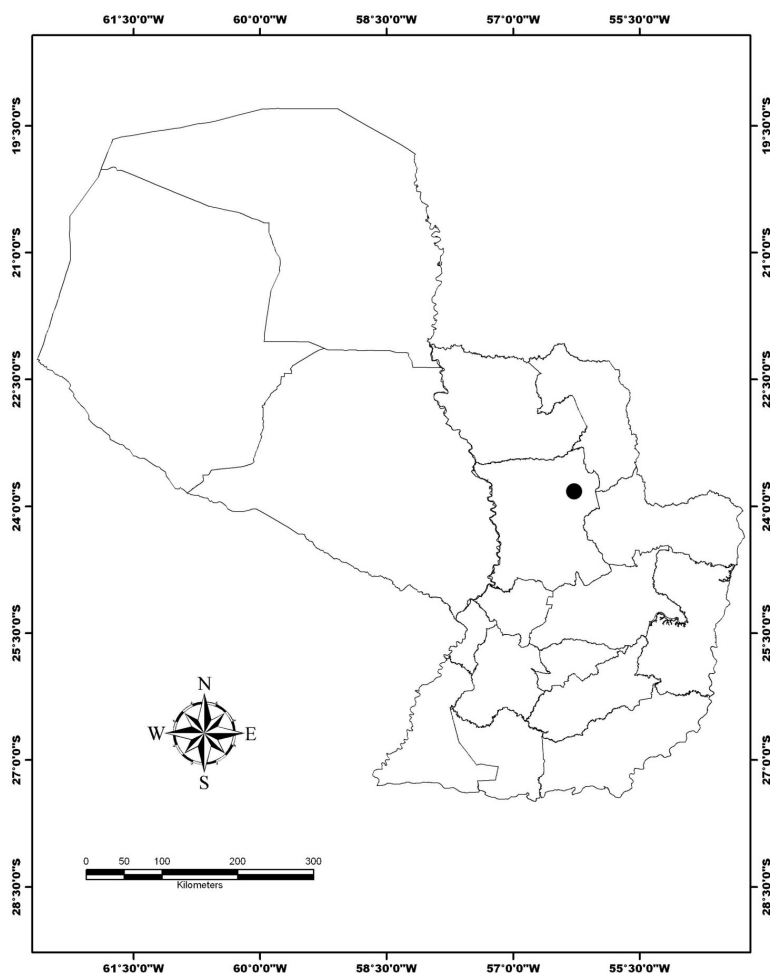 61°30'0"W 60°0'0"W 58°30'0"W 57°0'0"W 55°30'0"W
19°30'0"S 19°30'0"S
21°0'0"S 21°0'0"S
22°30'0"S 22°30'0"S
24°0'0"S 24°0'0"S
25°30'0"S 25°30'0"S
27°0'0"S 27°0'0"S
28°30'0"S 28°30'0"S
N
W E
S
0 50 100 200 300
Kilometers
61°30'0"W 60°0'0"W 58°30'0"W 57°0'0"W 55°30'0"W